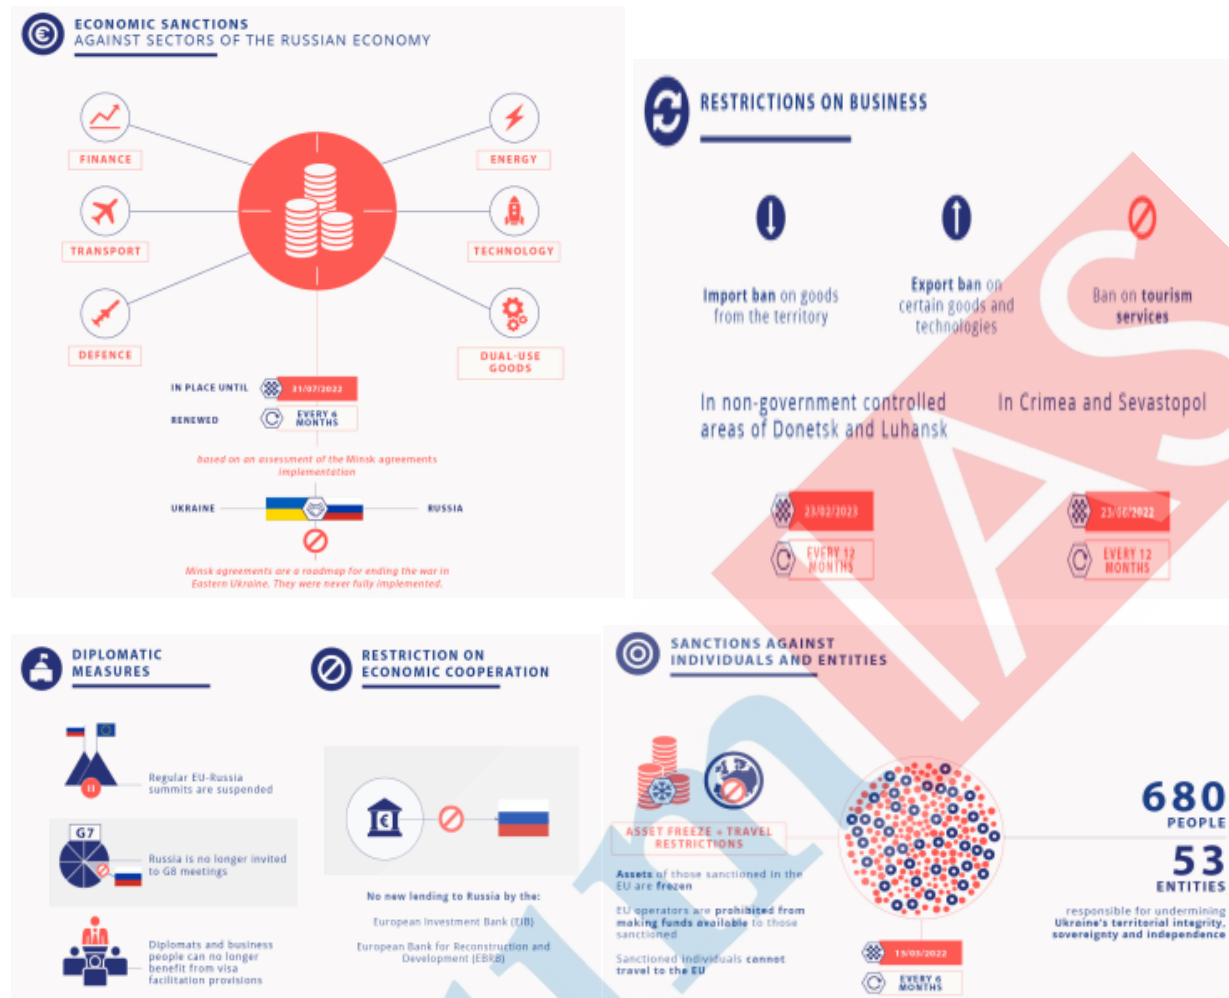 ECONOMIC SANCTIONS
AGAINST SECTORS OF THE RUSSIAN ECONOMY
FINANCE
ENERGY
TRANSPORT
TECHNOLOGY
DEFENCE
DUAL-USE
GOODS
IN PLACE UNTIL
31/07/2022
RENEWED
EVERY 6
MONTHS
based on an assessment of the Minsk agreements
implementation
UKRAINE
RUSSIA
Minsk agreements are a roadmap for ending the war in
Eastern Ukraine. They were never fully implemented.
RESTRICTIONS ON BUSINESS
Import ban on goods
from the territory
Export ban on
certain goods and
technologies
Ban on tourism
services
In non-government controlled
areas of Donetsk and Luhansk
In Crimea and Sevastopol
23/02/2023
EVERY 12
MONTHS
23/06/2022
EVERY 12
MONTHS
DIPLOMATIC
MEASURES
Regular EU-Russia
summits are suspended
G7
Russia is no longer invited
to G8 meetings
Diplomats and business
people can no longer
benefit from visa
facilitation provisions
RESTRICTION ON
ECONOMIC COOPERATION
No new lending to Russia by the:
European Investment Bank (EIB)
European Bank for Reconstruction and
Development (EBRB)
SANCTIONS AGAINST
INDIVIDUALS AND ENTITIES
ASSET FREEZE + TRAVEL
RESTRICTIONS
Assets of those sanctioned in the
EU are frozen
EU operators are prohibited from
making funds available to those
sanctioned
Sanctioned individuals cannot
travel to the EU
15/03/2022
EVERY 6
MONTHS
680
PEOPLE
53
ENTITIES
responsible for undermining
Ukraine's territorial integrity,
sovereignty and independence
IAS